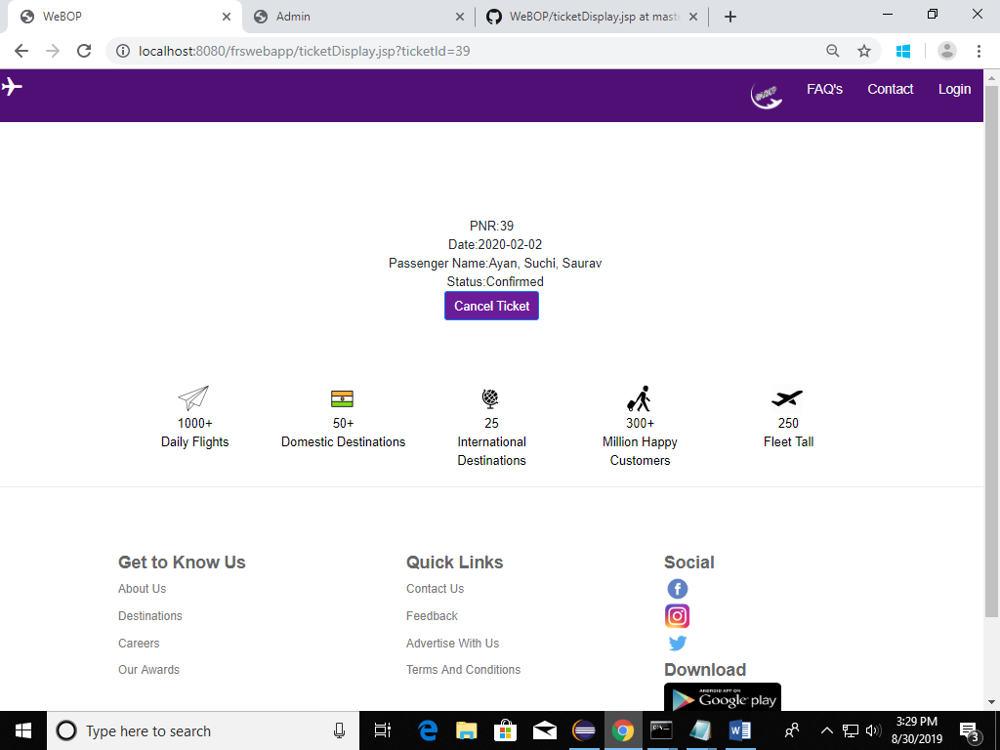 WeBOP
Admin
WeBOP/ticketDisplay.jsp at mast
localhost:8080/frswebapp/ticketDisplay.jsp?ticketId=39
FAQ's
Contact
Login
PNR:39
Date:2020-02-02
Passenger Name:Ayan, Suchi, Saurav
Status:Confirmed
Cancel Ticket
1000+
Daily Flights
50+
Domestic Destinations
25
International
Destinations
300+
Million Happy
Customers
250
Fleet Tall
Get to Know Us
About Us
Destinations
Careers
Our Awards
Quick Links
Contact Us
Feedback
Advertise With Us
Terms And Conditions
Social
Download
ANDROID APP ON
Google play
Type here to search
3:29 PM
8/30/2019
3